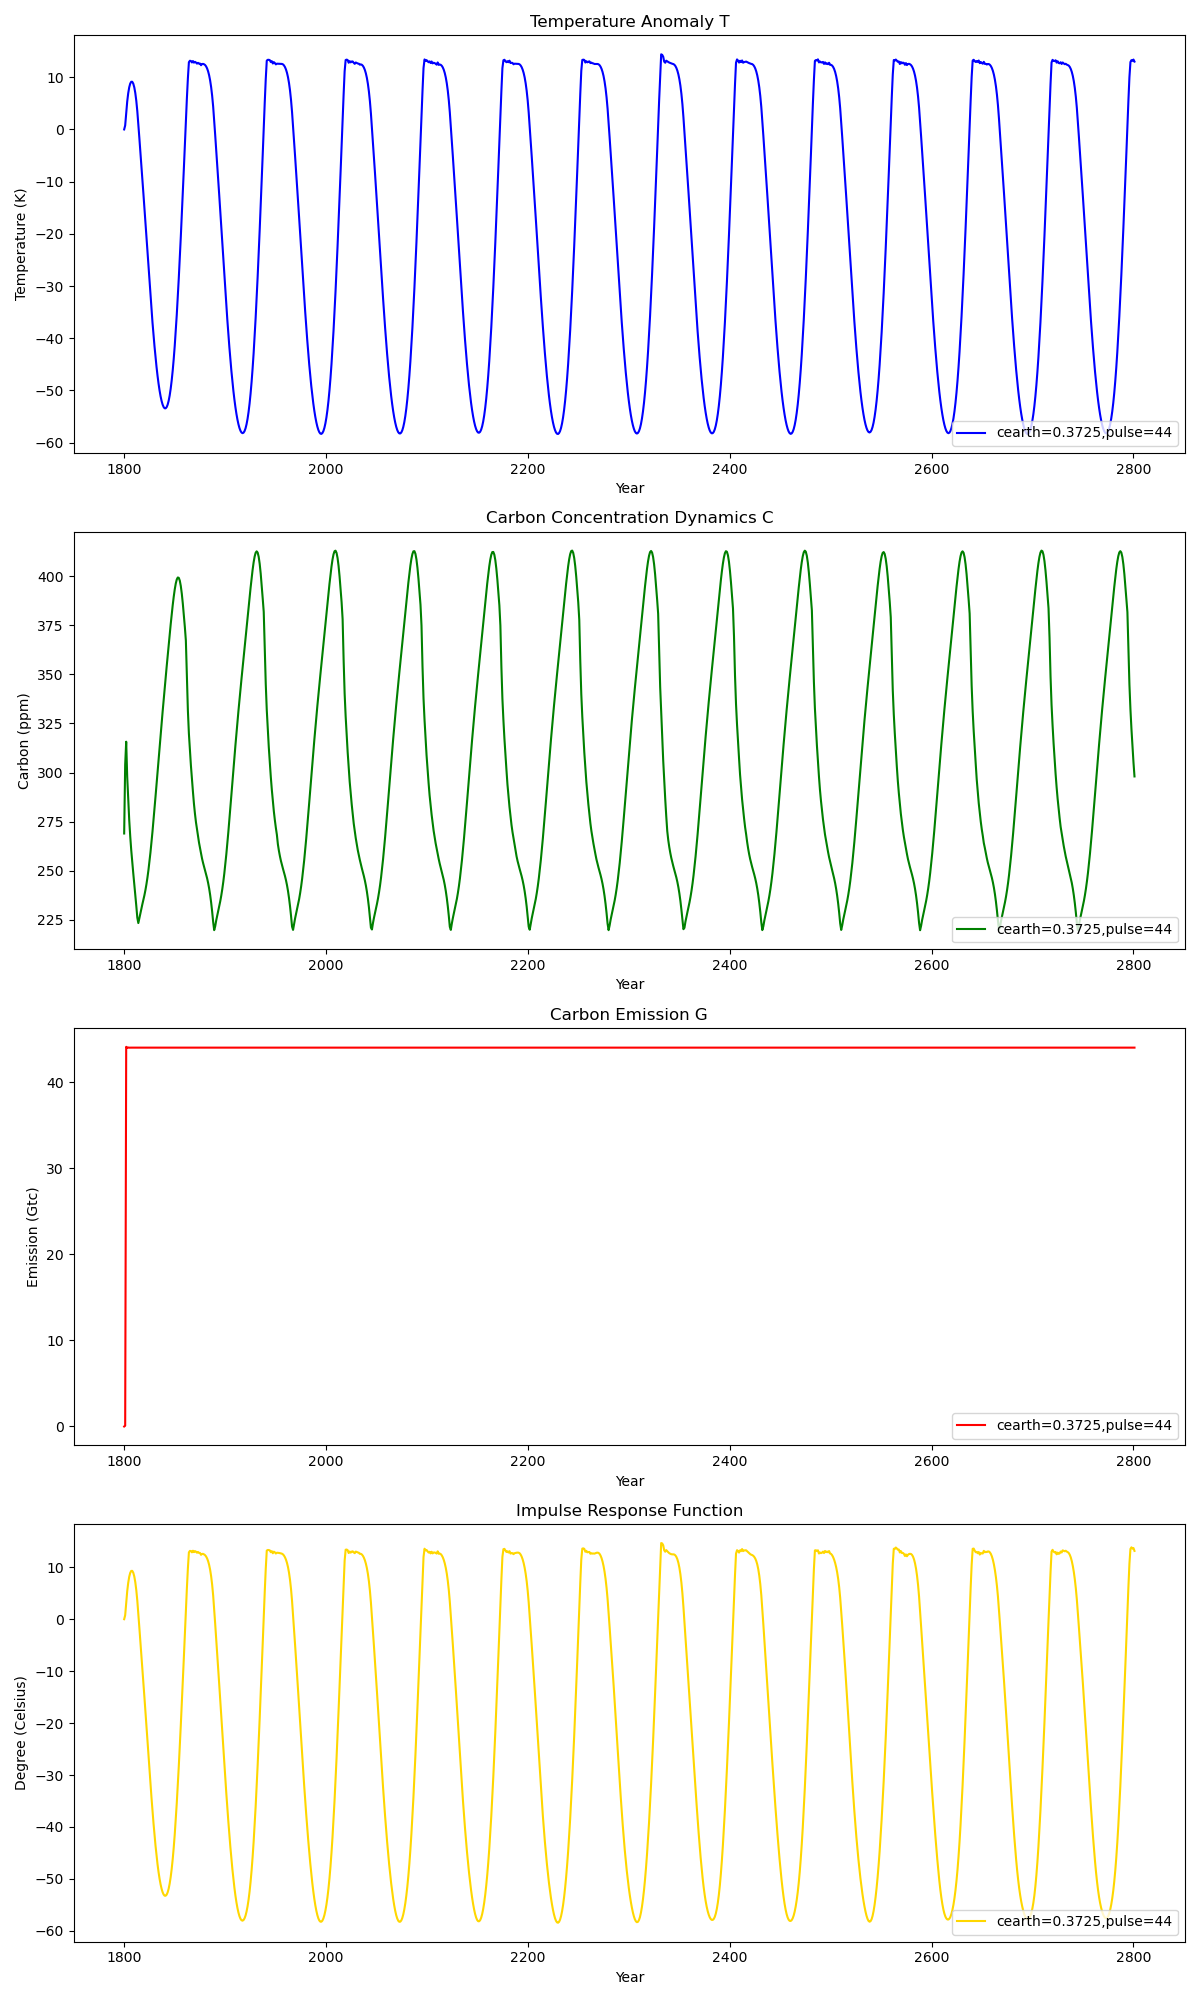 Temperature Anomaly T
Temperature (K)
10
0
−10
−20
−30
−40
−50
−60
cearth=0.3725,pulse=44
1800 2000 2200 2400 2600 2800
Year
Carbon Concentration Dynamics C
Carbon (ppm)
400
375
350
325
300
275
250
225
cearth=0.3725,pulse=44
1800 2000 2200 2400 2600 2800
Year
Carbon Emission G
Emission (Gtc)
40
30
20
10
0
cearth=0.3725,pulse=44
1800 2000 2200 2400 2600 2800
Year
Impulse Response Function
Degree (Celsius)
10
0
−10
−20
−30
−40
−50
−60
cearth=0.3725,pulse=44
1800 2000 2200 2400 2600 2800
Year